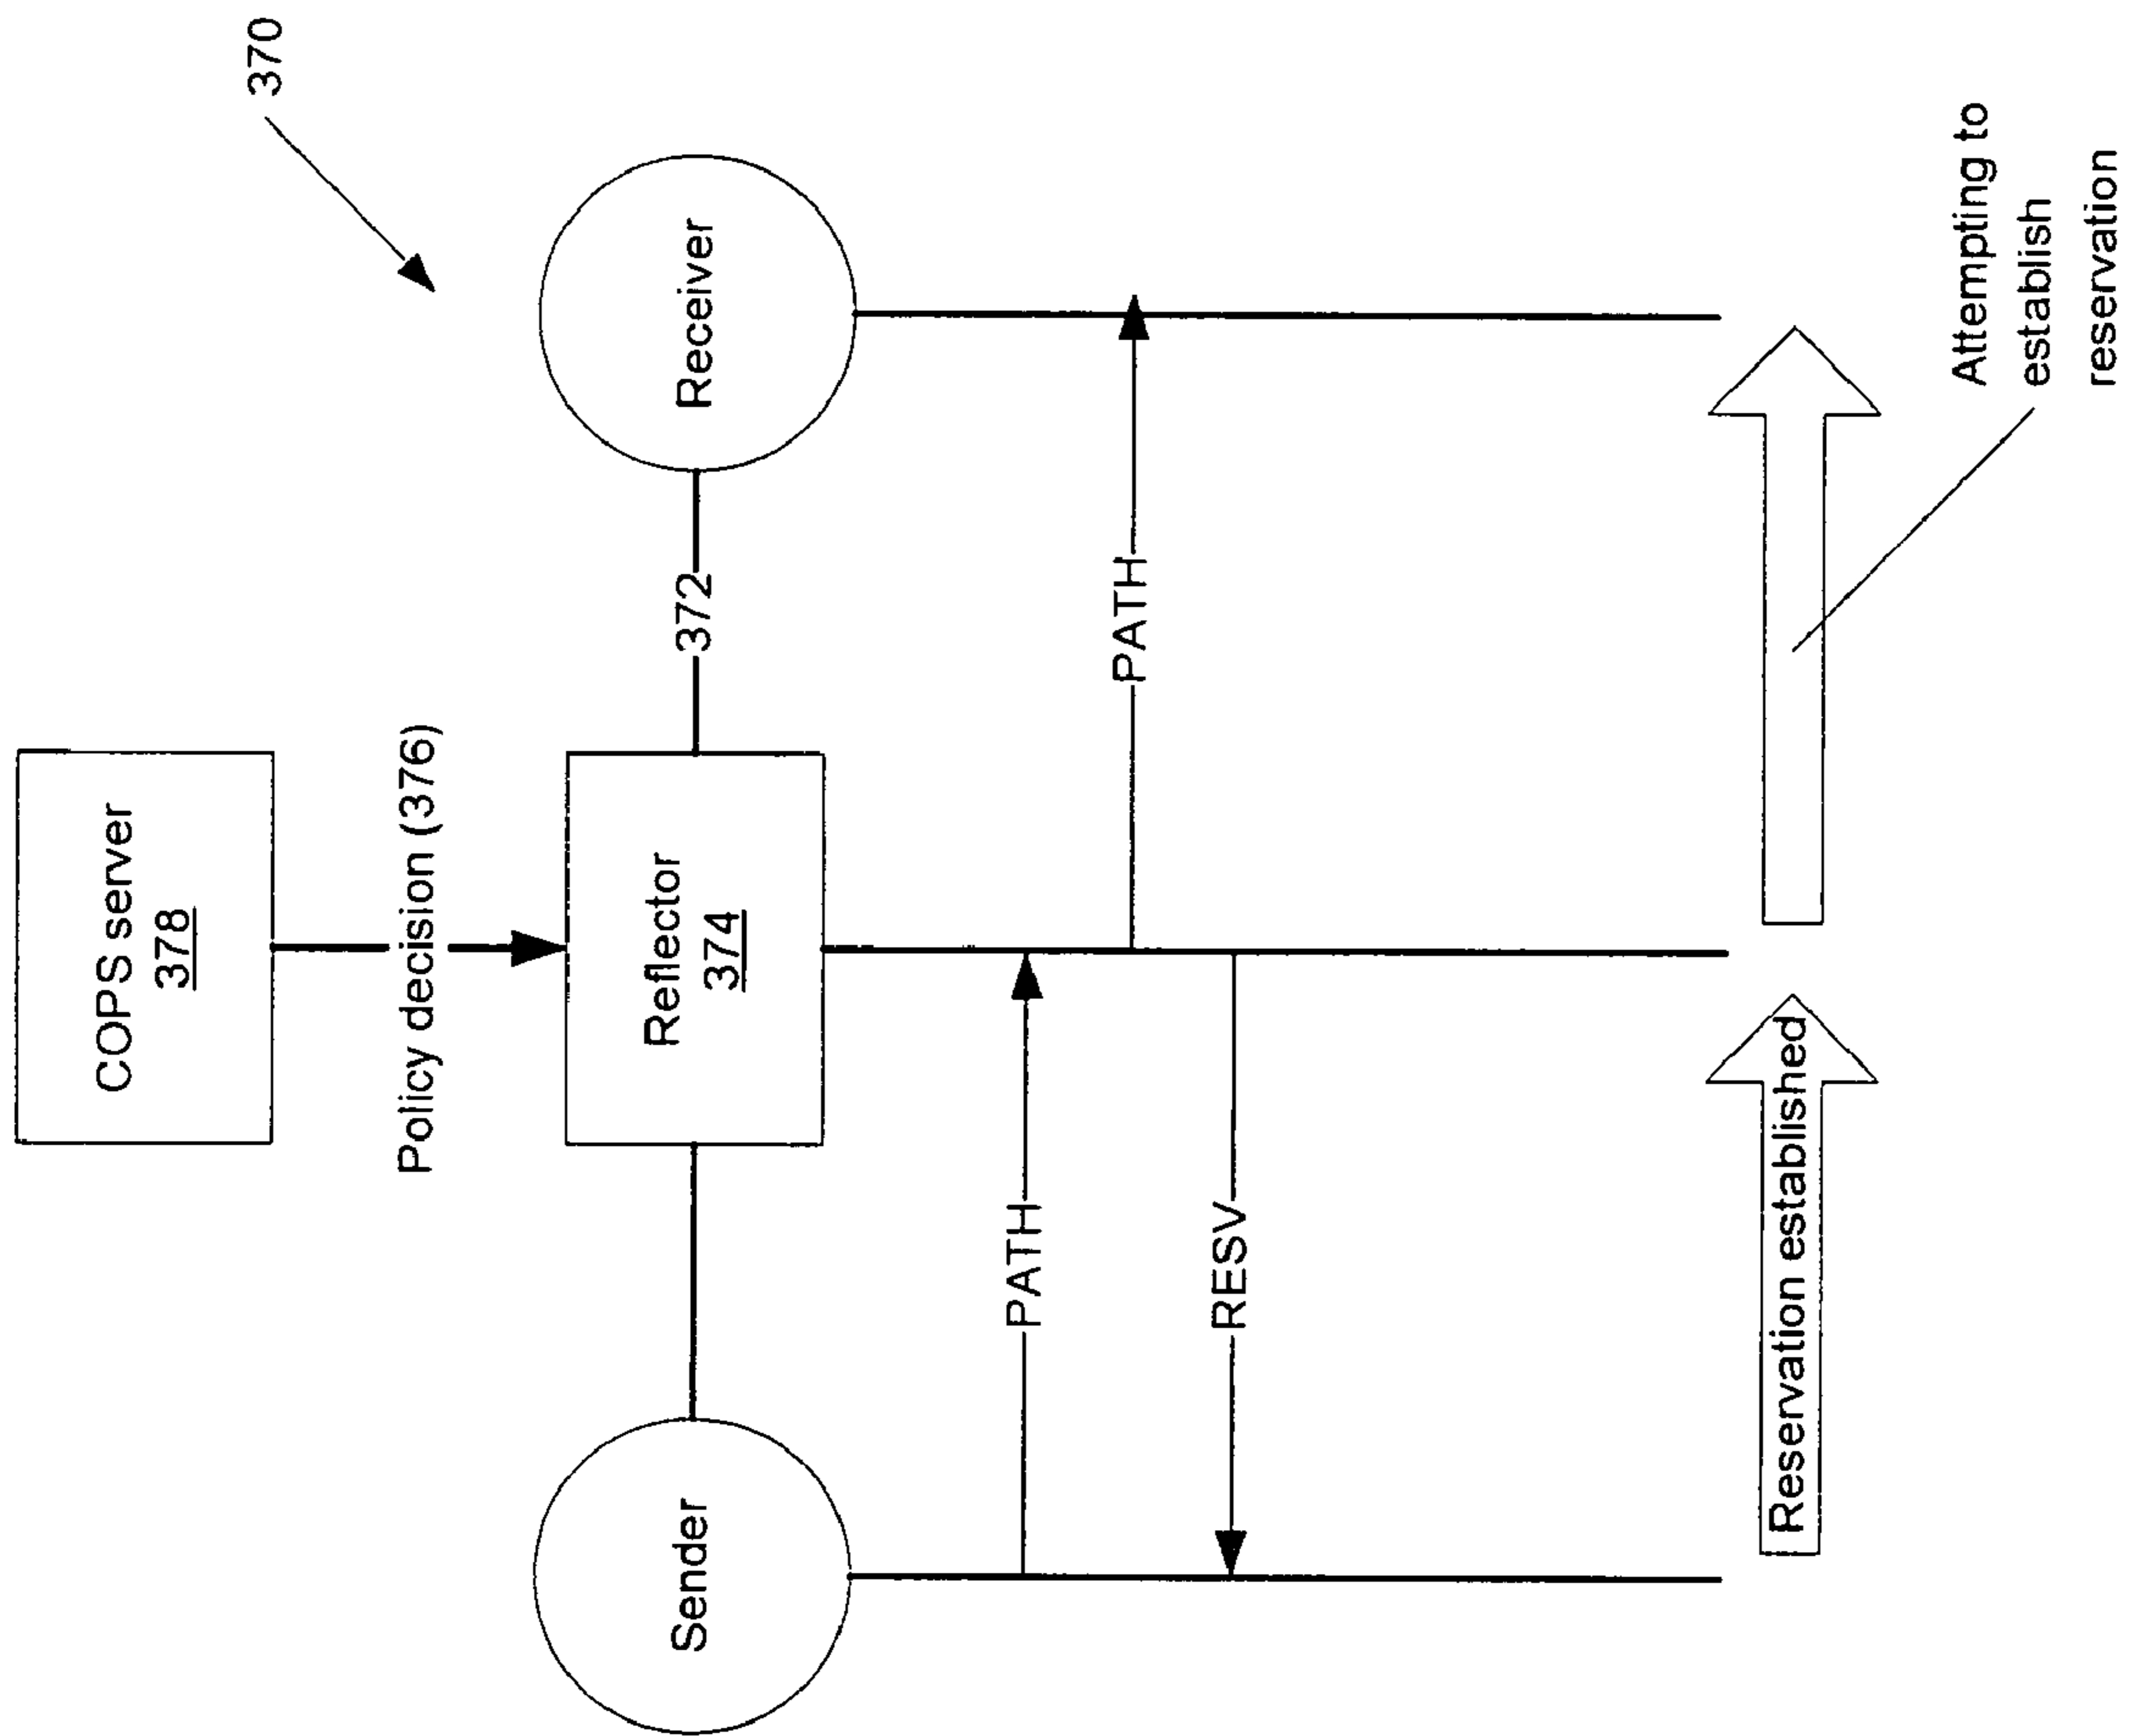 370
COPS server
378
Policy decision (376)
Sender
Reflector
374
372
Receiver
PATH
PATH
RESV
Reservation established
Attempting to
establish
reservation